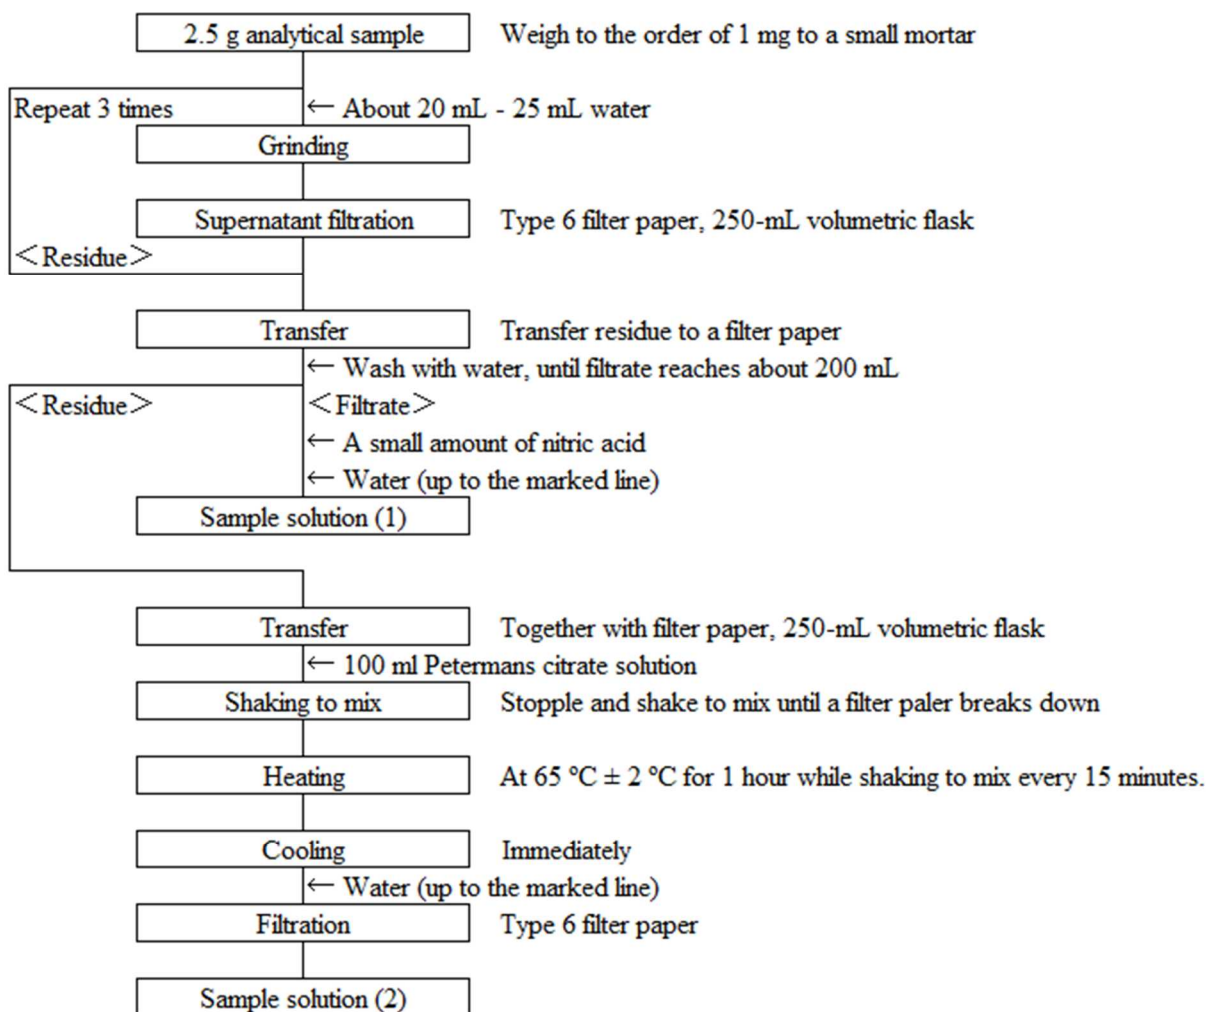 2.5 g analytical sample Weigh to the order of 1 mg to a small mortar
Repeat 3 times ← About 20 mL - 25 mL water
Grinding
Supernatant filtration Type 6 filter paper, 250-mL volumetric flask
＜Residue＞
Transfer Transfer residue to a filter paper
← Wash with water, until filtrate reaches about 200 mL
＜Residue＞ ＜Filtrate＞
← A small amount of nitric acid
← Water (up to the marked line)
Sample solution (1)
Transfer Together with filter paper, 250-mL volumetric flask
← 100 ml Petermans citrate solution
Shaking to mix Stopple and shake to mix until a filter paler breaks down
Heating At 65 ℃ ± 2 ℃ for 1 hour while shaking to mix every 15 minutes.
Cooling Immediately
← Water (up to the marked line)
Filtration Type 6 filter paper
Sample solution (2)